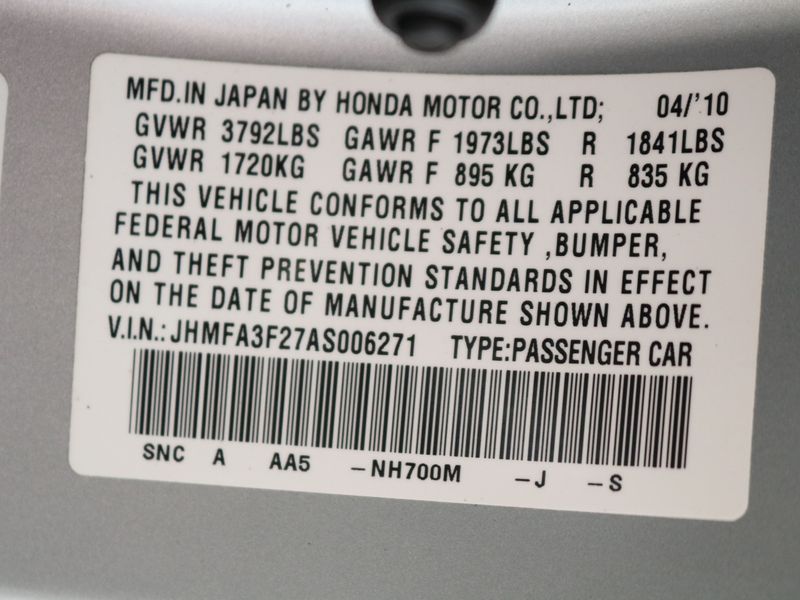 MFD.IN JAPAN BY HONDA MOTOR CO.,LTD; 04/'10
GVWR 3792LBS GAWR F 1973LBS R 1841LBS
GVWR 1720KG GAWR F 895 KG R 835 KG
THIS VEHICLE CONFORMS TO ALL APPLICABLE
FEDERAL MOTOR VEHICLE SAFETY ,BUMPER,
AND THEFT PREVENTION STANDARDS IN EFFECT
ON THE DATE OF MANUFACTURE SHOWN ABOVE.
V.I.N.: JHMFA3F27AS006271 TYPE:PASSENGER CAR
SNC A AA5 –NH700M –J –S